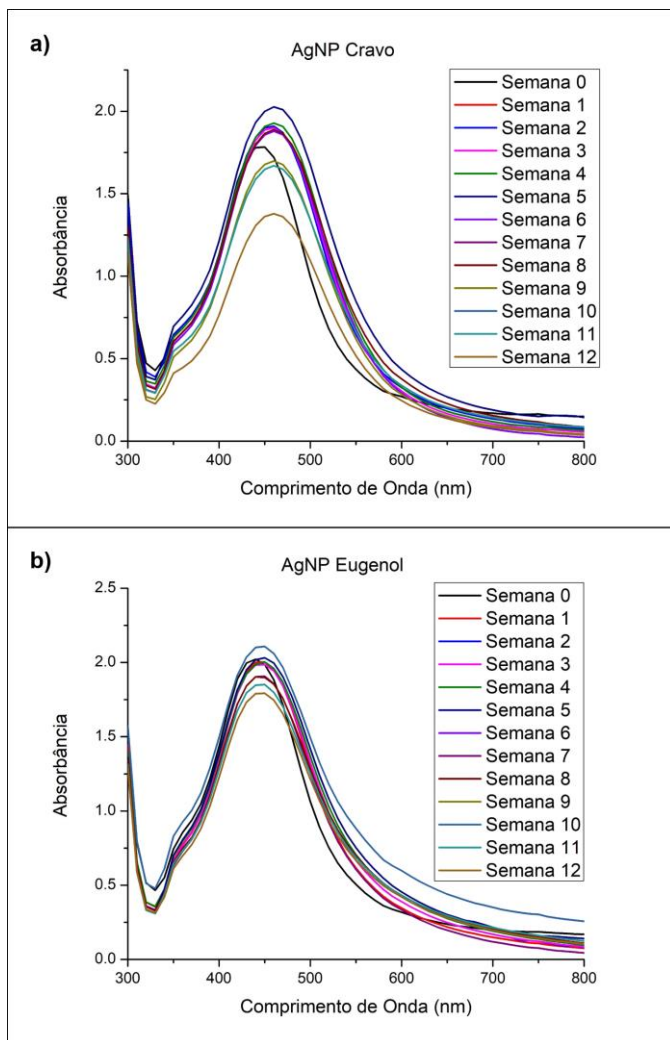 a)
AgNP Cravo
Semana 0
Semana 1
Semana 2
Semana 3
Semana 4
Semana 5
Semana 6
Semana 7
Semana 8
Semana 9
Semana 10
Semana 11
Semana 12
Absorbância
2.0
1.5
1.0
0.5
0.0
300 400 500 600 700 800
Comprimento de Onda (nm)
b)
AgNP Eugenol
Semana 0
Semana 1
Semana 2
Semana 3
Semana 4
Semana 5
Semana 6
Semana 7
Semana 8
Semana 9
Semana 10
Semana 11
Semana 12
Absorbância
2.5
2.0
1.5
1.0
0.5
0.0
300 400 500 600 700 800
Comprimento de Onda (nm)